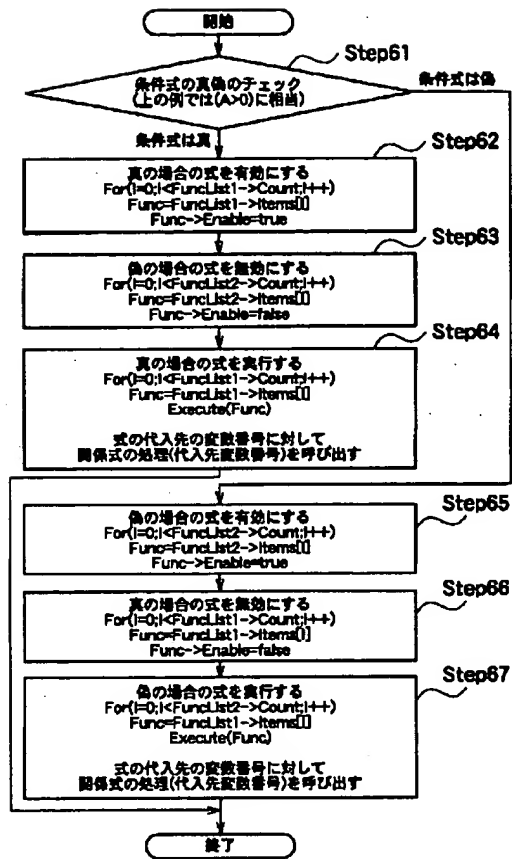 開始
Step61
条件式の真偽のチェック
(上の例では(A>0)に相当)
条件式は偽
条件式は真
Step62
真の場合の式を有効にする
For(i=0;i<FuncList1->Count;i++)
Func=FuncList1->Items[i]
Func->Enable=true
Step63
偽の場合の式を無効にする
For(i=0;i<FuncList2->Count;i++)
Func=FuncList2->Items[i]
Func->Enable=false
Step64
真の場合の式を実行する
For(i=0;i<FuncList1->Count;i++)
Func=FuncList1->Items[i]
Execute(Func)
式の代入先の変数番号に対して
関係式の処理(代入先変数番号)を呼び出す
Step65
偽の場合の式を有効にする
For(i=0;i<FuncList2->Count;i++)
Func=FuncList2->Items[i]
Func->Enable=true
Step66
真の場合の式を無効にする
For(i=0;i<FuncList1->Count;i++)
Func=FuncList1->Items[i]
Func->Enable=false
Step67
偽の場合の式を実行する
For(i=0;i<FuncList2->Count;i++)
Func=FuncList1->Items[i]
Execute(Func)
式の代入先の変数番号に対して
関係式の処理(代入先変数番号)を呼び出す
終了